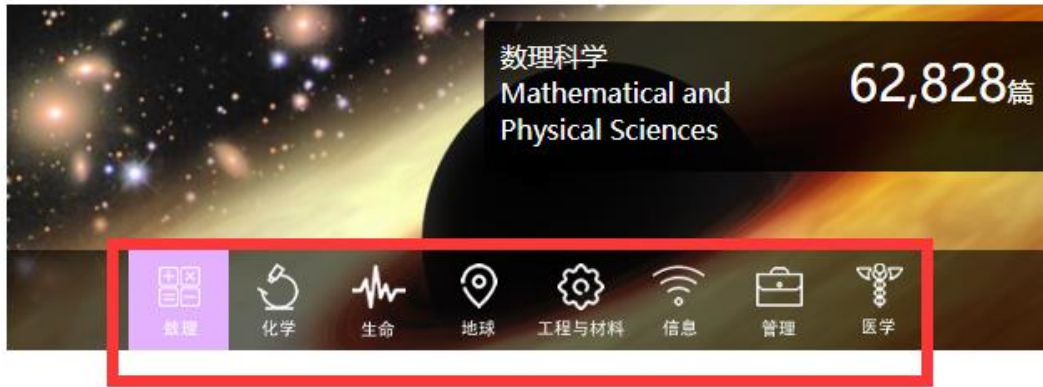 数理科学
Mathematical and
Physical Sciences
62,828篇
数理
化学
生命
地球
工程与材料
信息
管理
医学